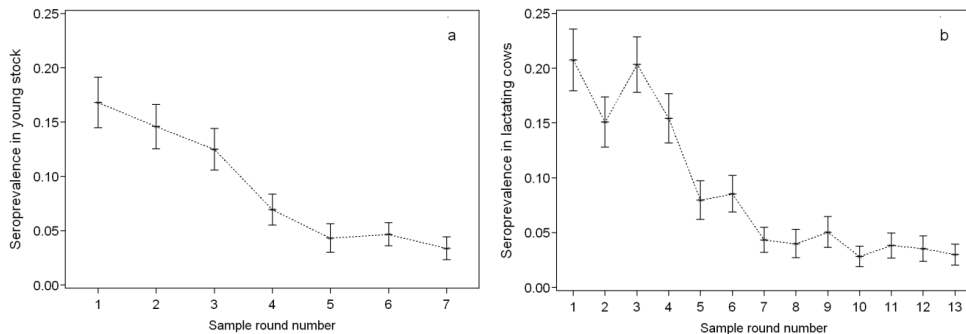 a
Seroprevalence in young stock
0.25
0.20
0.15
0.10
0.05
0.00
1 2 3 4 5 6 7
Sample round number
b
Seroprevalence in lactating cows
0.25
0.20
0.15
0.10
0.05
0.00
1 2 3 4 5 6 7 8 9 10 11 12 13
Sample round number